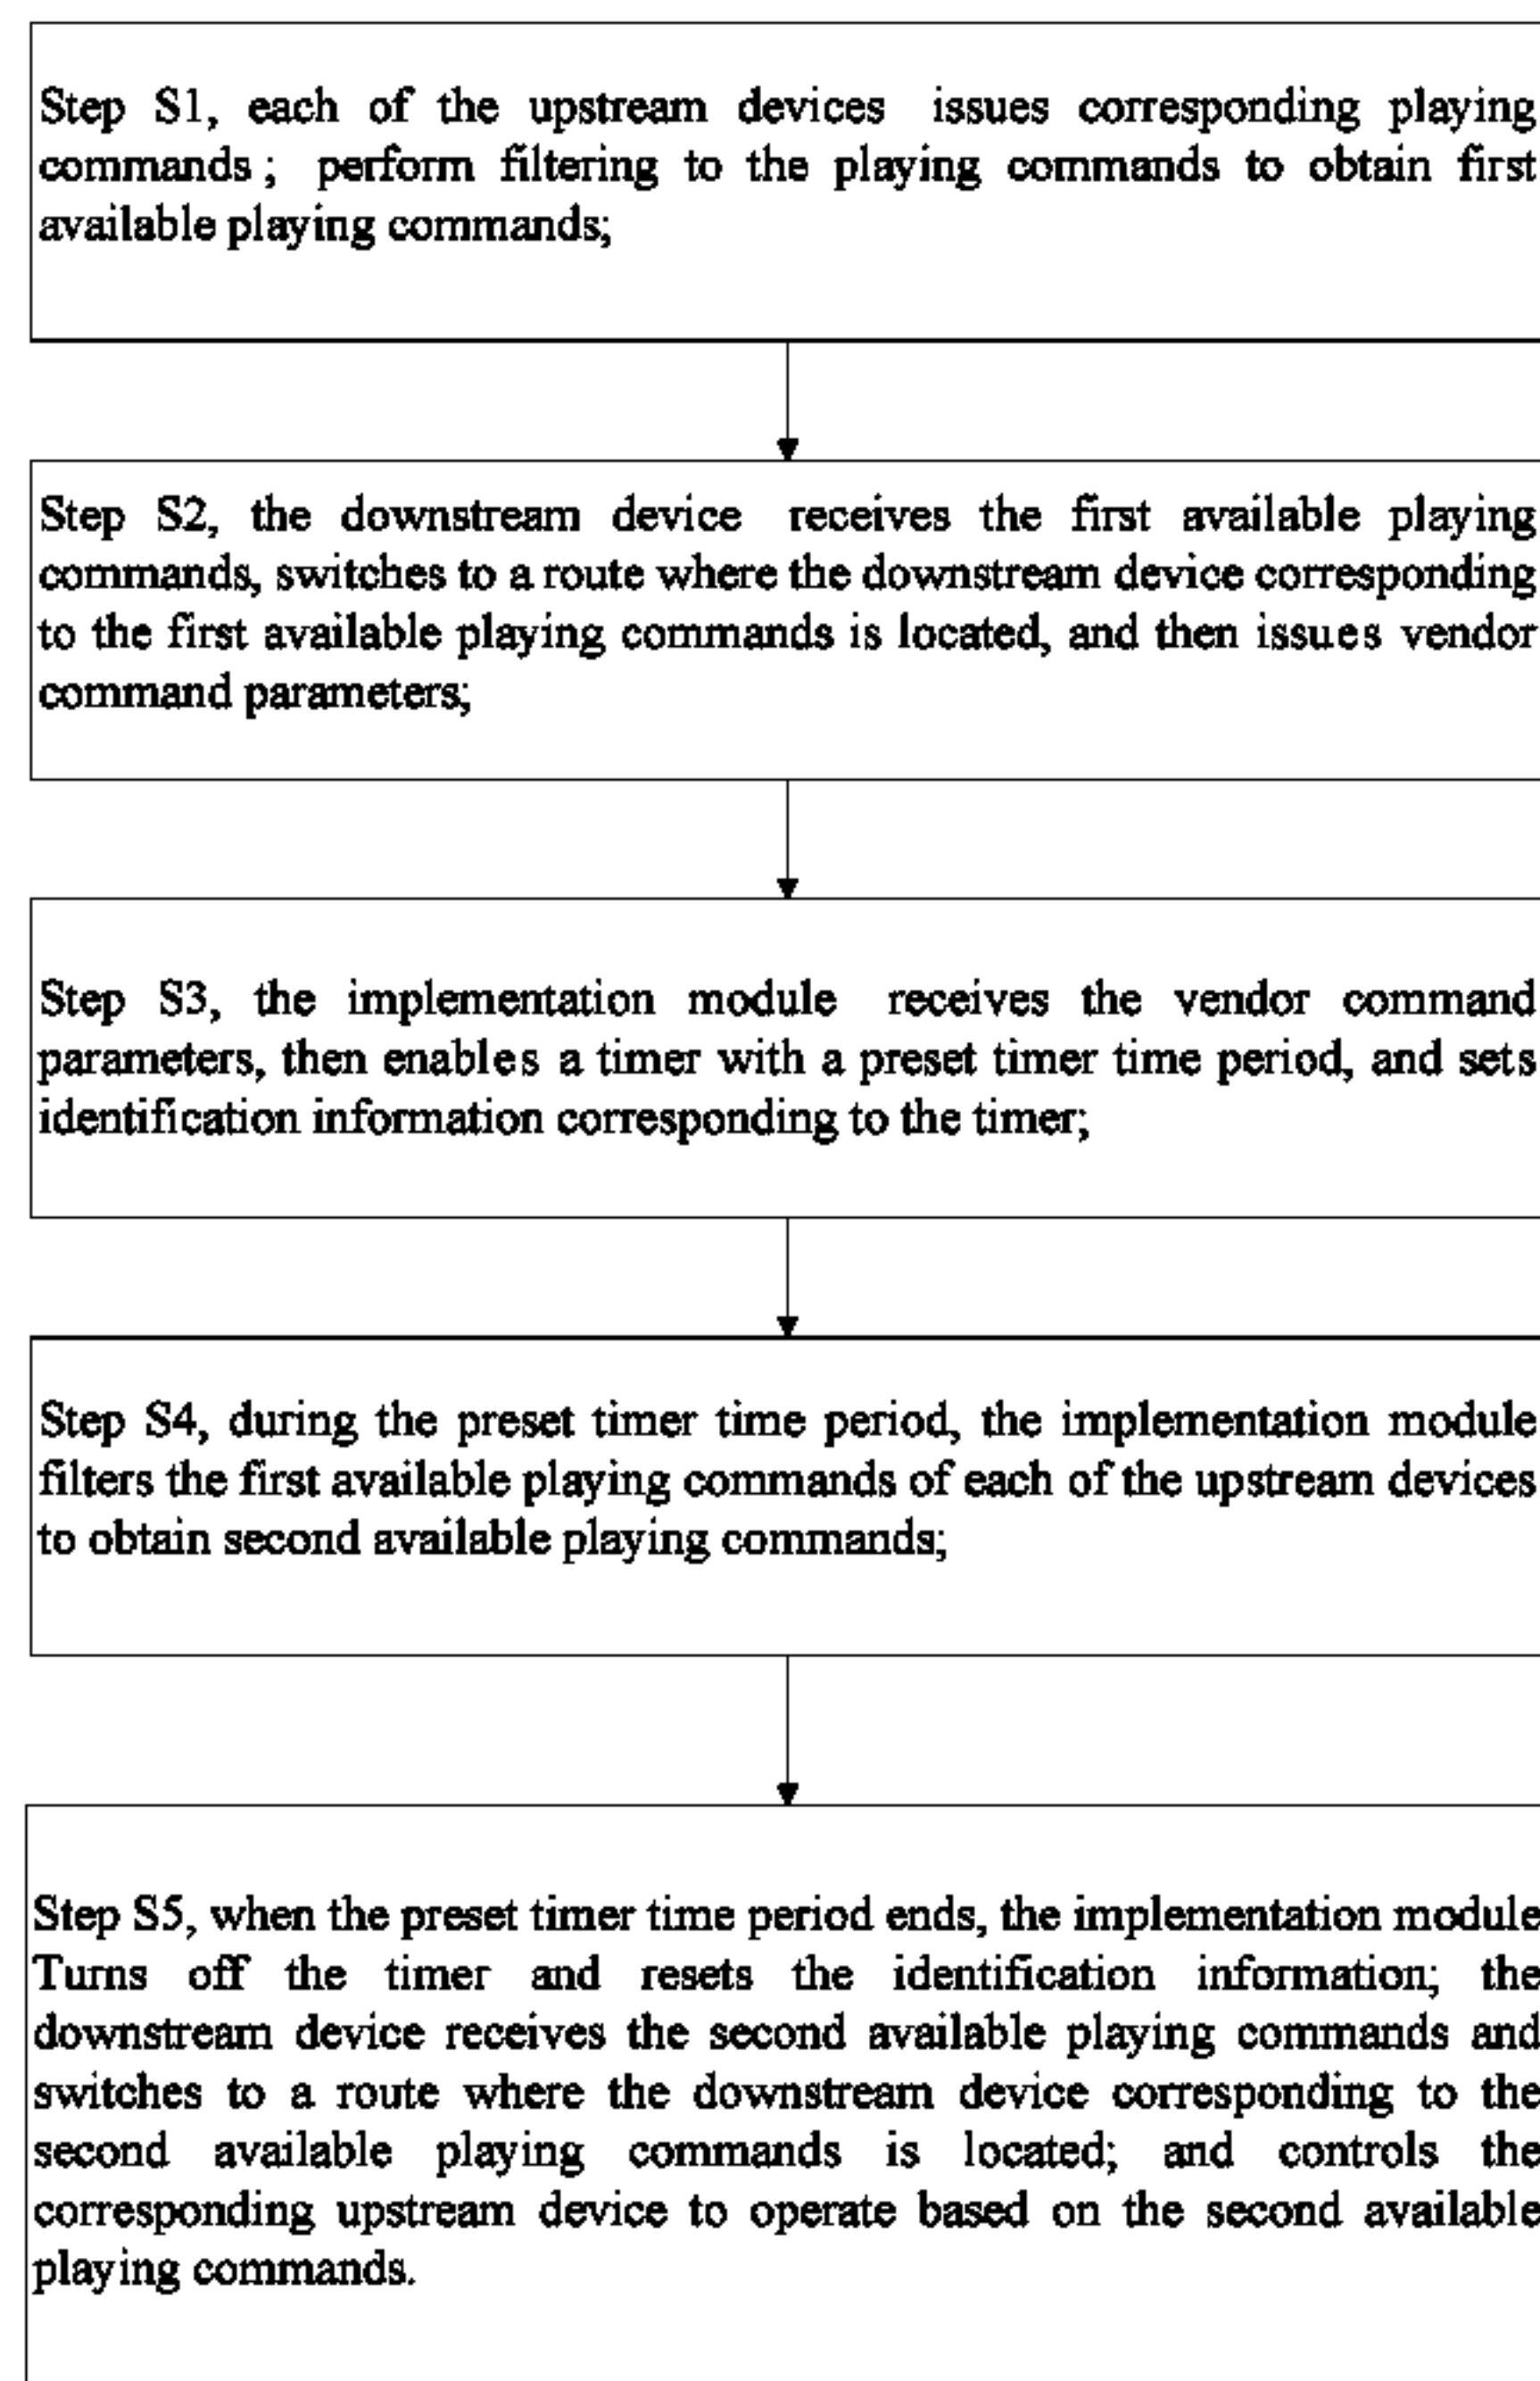 Step S1, each of the upstream devices issues corresponding playing
commands; perform filtering to the playing commands to obtain first
available playing commands;
Step S2, the downstream device receives the first available playing
commands, switches to a route where the downstream device corresponding
to the first available playing commands is located, and then issues vendor
command parameters;
Step S3, the implementation module receives the vendor command
parameters, then enables a timer with a preset timer time period, and sets
identification information corresponding to the timer;
Step S4, during the preset timer time period, the implementation module
filters the first available playing commands of each of the upstream devices
to obtain second available playing commands;
Step S5, when the preset timer time period ends, the implementation module
Turns off the timer and resets the identification information; the
downstream device receives the second available playing commands and
switches to a route where the downstream device corresponding to the
second available playing commands is located; and controls the
corresponding upstream device to operate based on the second available
playing commands.